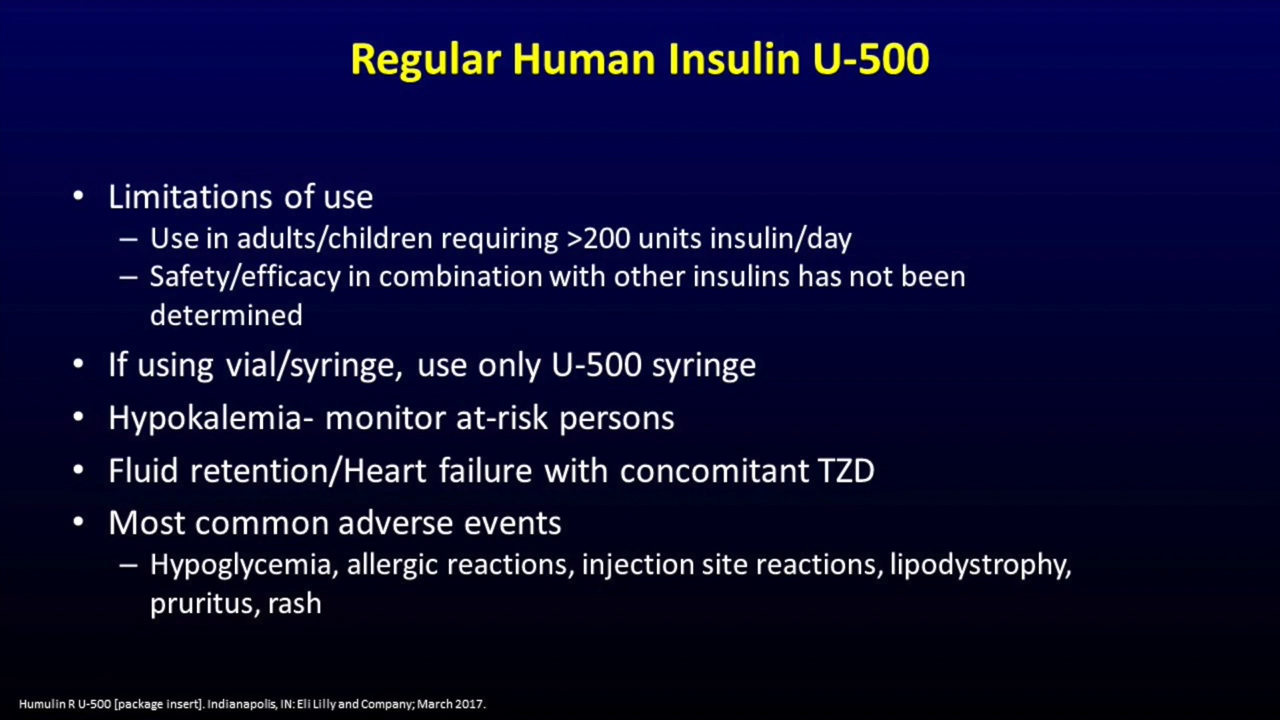 Regular Human Insulin U-500
• Limitations of use
– Use in adults/children requiring >200 units insulin/day
– Safety/efficacy in combination with other insulins has not been
determined
• If using vial/syringe, use only U-500 syringe
• Hypokalemia- monitor at-risk persons
• Fluid retention/Heart failure with concomitant TZD
• Most common adverse events
– Hypoglycemia, allergic reactions, injection site reactions, lipodystrophy,
pruritus, rash
Humulin R U-500 [package insert]. Indianapolis, IN: Eli Lilly and Company; March 2017.